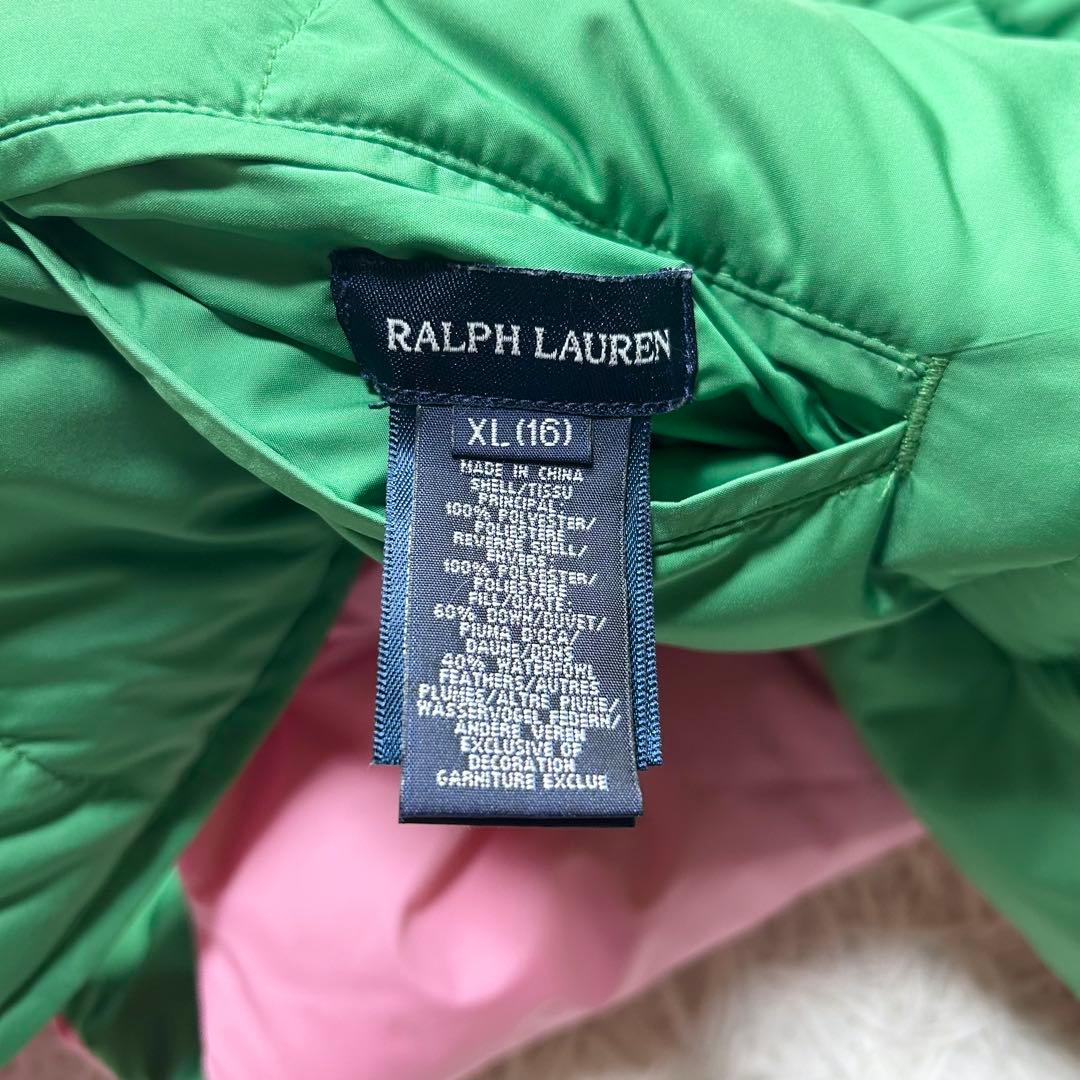 RALPH LAUREN
XL (16)
MADE IN CHINA
SHELL/TISSU
PRINCIPAL
100% POLYESTER/
POLYESTERE
REVERSE SHELL/
ENVERS
100% POLYESTER/
POLYESTERE
FILL/OUATE
60% DOWN/DUVET/
PIUMA D'OCA/
DAUNE/DONS
40% WATERFOWL
FEATHERS/AUTRES
PLUMES/ALTRE PIUME/
WASSERVOGEL FEDERN/
ANDERE VEREN
EXCLUSIVE OF
DECORATION
GARNITURE EXCLUE